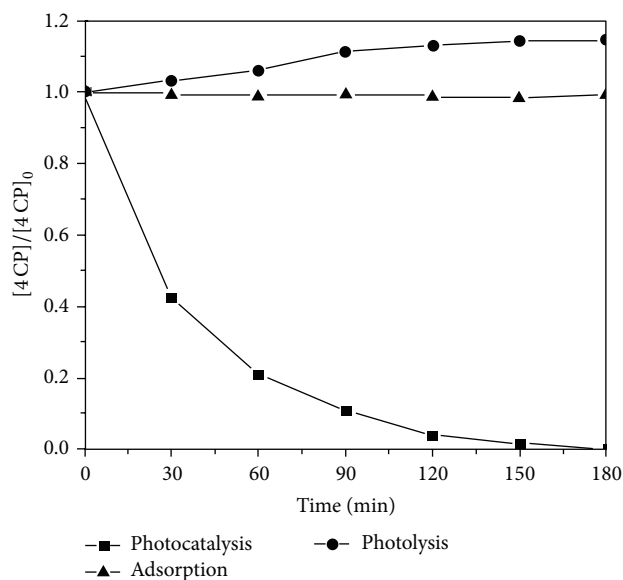 1.2
1.0
0.8
0.6
0.4
0.2
0.0
[4 CP]/[4 CP]₀
0 30 60 90 120 150 180
Time (min)
Photocatalysis Photolysis
Adsorption